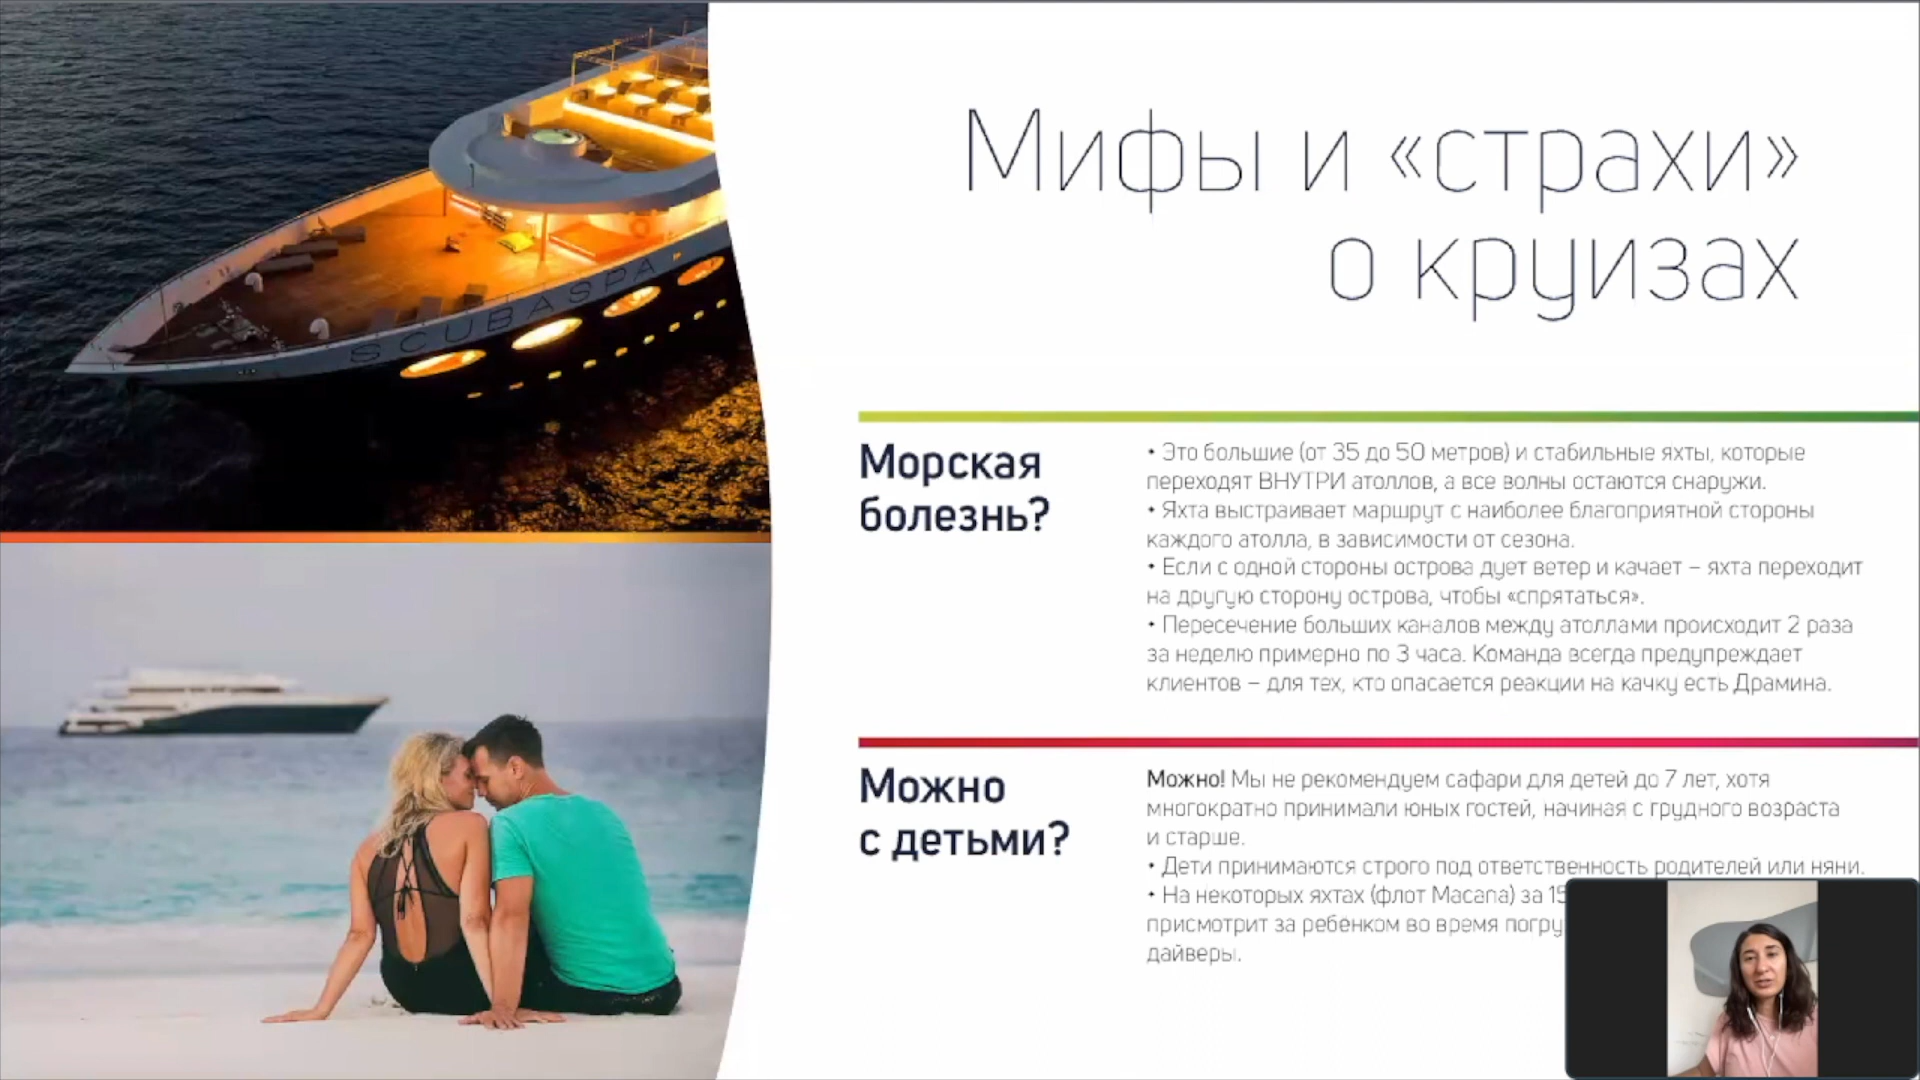 SCUBASPA
Мифы и «страхи»
о круизах
Морская
болезнь?
• Это большие (от 35 до 50 метров) и стабильные яхты, которые
переходят ВНУТРИ атоллов, а все волны остаются снаружи.
• Яхта выстраивает маршрут с наиболее благоприятной стороны
каждого атолла, в зависимости от сезона.
• Если с одной стороны острова дует ветер и качает – яхта переходит
на другую сторону острова, чтобы «спрятаться».
• Пересечение больших каналов между атоллами происходит 2 раза
за неделю примерно по 3 часа. Команда всегда предупреждает
клиентов – для тех, кто опасается реакции на качку есть Драмина.
Можно
с детьми?
Можно! Мы не рекомендуем сафари для детей до 7 лет, хотя
многократно принимали юных гостей, начиная с грудного возраста
и старше.
• Дети принимаются строго под ответственность родителей или няни.
• На некоторых яхтах (флот Macana) за 15
присмотрит за ребенком во время погру
дайверы.